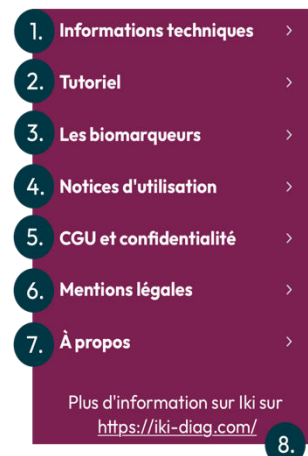 1. Informations techniques >
2. Tutoriel >
3. Les biomarqueurs >
4. Notices d'utilisation >
5. CGU et confidentialité >
6. Mentions légales >
7. À propos >
Plus d'information sur Iki sur
https://iki-diag.com/
8.